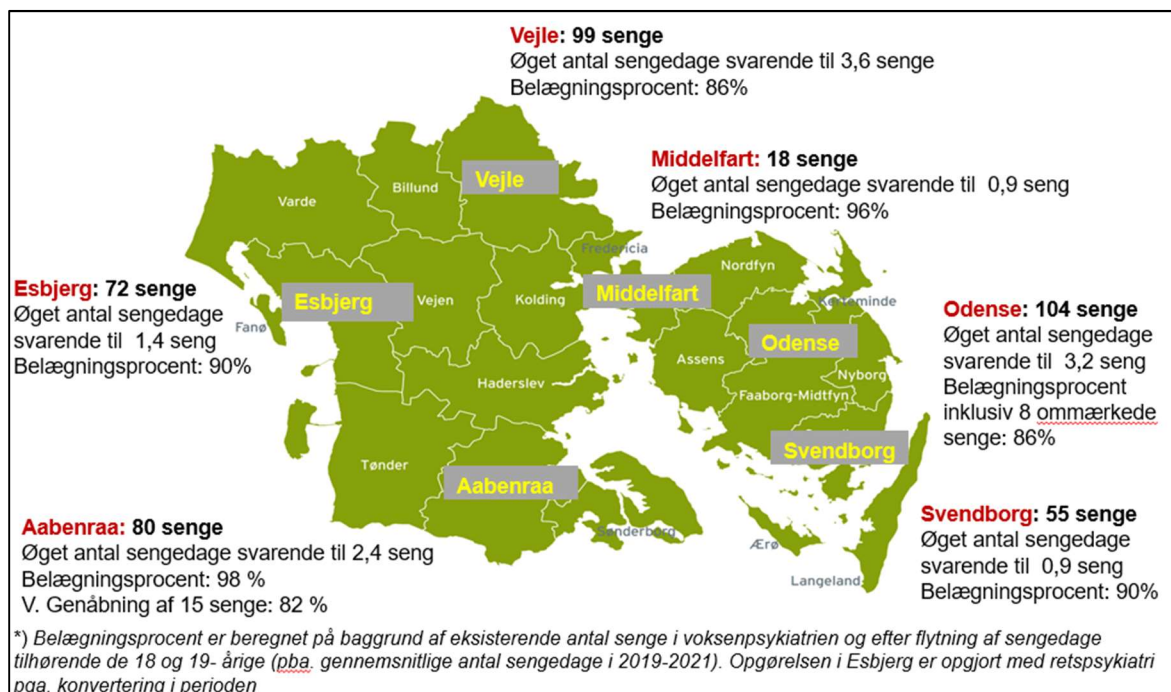 Vejle: 99 senge
Øget antal sengedage svarende til 3,6 senge
Belægningsprocent: 86%
Middelfart: 18 senge
Øget antal sengedage svarende til 0,9 seng
Belægningsprocent: 96%
Esbjerg: 72 senge
Øget antal sengedage
svarende til 1,4 seng
Belægningsprocent: 90%
Odense: 104 senge
Øget antal sengedage
svarende til 3,2 seng
Belægningsprocent
inklusiv 8 ommærkede
senge: 86%
Svendborg: 55 senge
Øget antal sengedage
svarende til 0,9 seng
Belægningsprocent: 90%
Aabenraa: 80 senge
Øget antal sengedage svarende til 2,4 seng
Belægningsprocent: 98 %
V. Genåbning af 15 senge: 82 %
Vejle
Billund
Varde
Fredericia
Nordfyn
Esbjerg
Vejen
Kolding
Middelfart
Kerteminde
Fanø
Odense
Assens
Nyborg
Haderslev
Faaborg-Midtfyn
Svendborg
Tønder
Aabenraa
Sønderborg
Ærø
Langeland
*) Belægningsprocent er beregnet på baggrund af eksisterende antal senge i voksenpsykiatrien og efter flytning af sengedage
tilhørende de 18 og 19- årige (pba. gennemsnitlige antal sengedage i 2019-2021). Opgørelsen i Esbjerg er opgjort med retspsykiatri
pga. konvertering i perioden